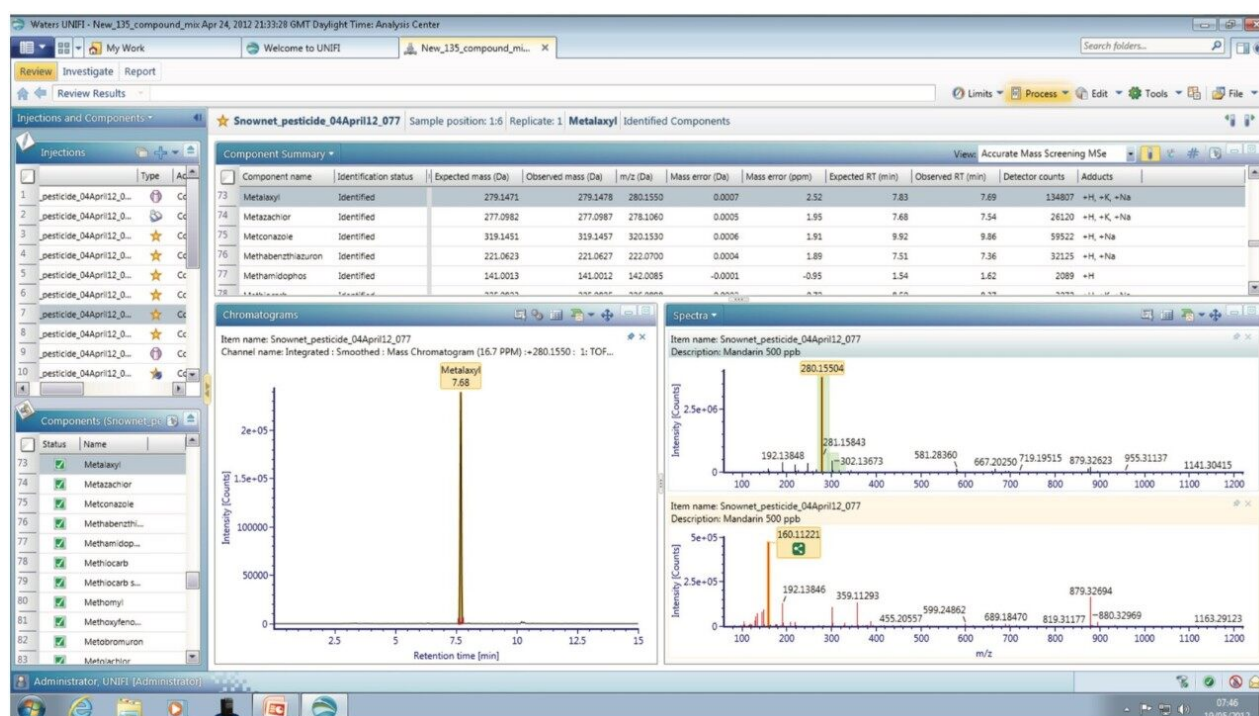 Waters UNIFI - New_135_compound_mix Apr 24, 2012 21:33:28 GMT Daylight Time: Analysis Center
My Work Welcome to UNIFI New_135_compound_mi... Search folders...
Review Investigate Report
Review Results Limits Process Edit Tools File
Injections and Components Snownet_pesticide_04April12_077 Sample position: 1:6 Replicate: 1 Metalaxyl Identified Components
Injections
Type
1 _pesticide_04April12_0...
2 _pesticide_04April12_0...
3 _pesticide_04April12_0...
4 _pesticide_04April12_0...
5 _pesticide_04April12_0...
6 _pesticide_04April12_0...
7 _pesticide_04April12_0...
8 _pesticide_04April12_0...
9 _pesticide_04April12_0...
10 _pesticide_04April12_0...
Component Summary View: Accurate Mass Screening MSe
Component name Identification status Expected mass (Da) Observed mass (Da) m/z (Da) Mass error (Da) Mass error (ppm) Expected RT (min) Observed RT (min) Detector counts Adducts
73 Metalaxyl Identified 279.1471 279.1478 280.1550 0.0007 2.52 7.83 7.69 134807 +H, +K, +Na
74 Metazachlor Identified 277.0982 277.0987 278.1060 0.0005 1.95 7.68 7.54 26120 +H, +K, +Na
75 Metconazole Identified 319.1451 319.1457 320.1530 0.0006 1.91 9.92 9.86 59522 +H, +Na
76 Methabenzthiazuron Identified 221.0623 221.0627 222.0700 0.0004 1.89 7.51 7.36 32125 +H, +Na
77 Methamidophos Identified 141.0013 141.0012 142.0085 -0.0001 -0.95 1.54 1.62 2089 +H
Components (Snownet_pe
Status Name
73 Metalaxyl
74 Metazachlor
75 Metconazole
76 Methabenzthi...
77 Methamidop...
78 Methiocarb
79 Methiocarb s...
80 Methomyl
81 Methoxyfeno...
82 Metobromuron
83 Metolachlor
Chromatograms
Item name: Snownet_pesticide_04April12_077
Channel name: Integrated : Smoothed : Mass Chromatogram (16.7 PPM) :+280.1550 : 1: TOF...
Metalaxyl
7.68
Intensity [Counts]
2e+05
1.5e+05
100000
50000
0
2.5 5 7.5 10 12.5 15
Retention time [min]
Spectra
Item name: Snownet_pesticide_04April12_077
Description: Mandarin 500 ppb
Intensity [Counts]
2.5e+06
0
280.15504
281.15843
192.13848 302.13673 581.28360 667.20250 719.19515 879.32623 955.31137 1141.30415
100 200 300 400 500 600 700 800 900 1000 1100 1200
Item name: Snownet_pesticide_04April12_077
Description: Mandarin 500 ppb
Intensity [Counts]
5e+05
2.5e+05
0
160.11221
192.13846 359.11293 455.20557 599.24862 689.18470 819.31177 879.32694 880.32969 1163.29123
100 200 300 400 500 600 700 800 900 1000 1100 1200
m/z
Administrator, UNIFI [Administrator]
07:46